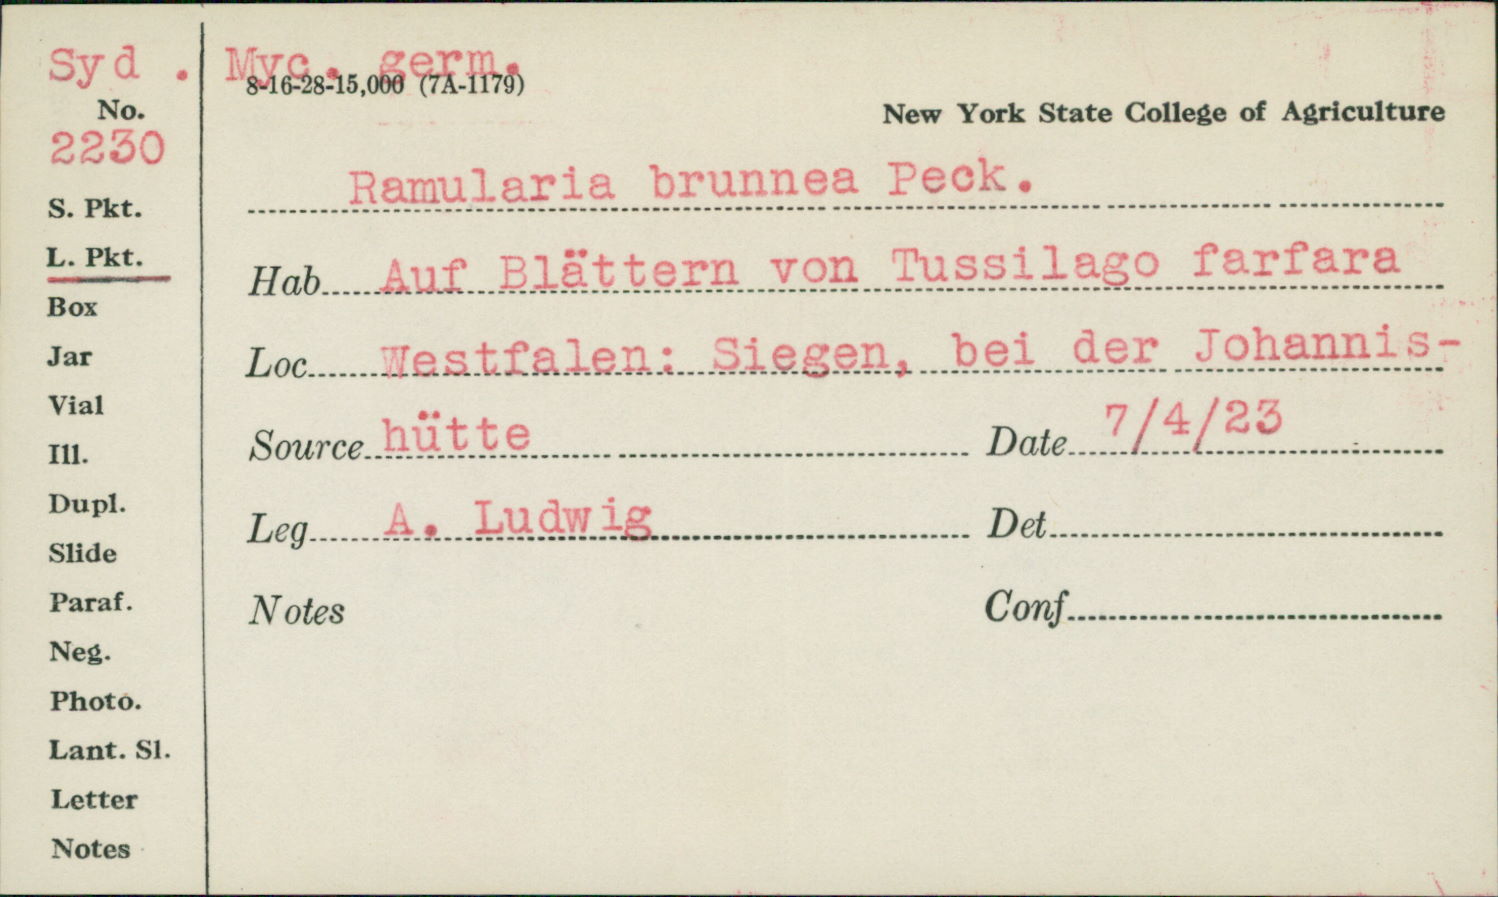 Syd. Myc. germ.
8-16-28-15,000 (7A-1179)
No.
New York State College of Agriculture
2230
Ramularia brunnea Peck.
S. Pkt.
L. Pkt.
Hab Auf Blättern von Tussilago farfara
Box
Jar
Loc Westfalen: Siegen, bei der Johannis-
Vial
Source hütte Date 7/4/23
Ill.
Dupl.
Leg A. Ludwig Det
Slide
Paraf.
Notes Conf
Neg.
Photo.
Lant. Sl.
Letter
Notes